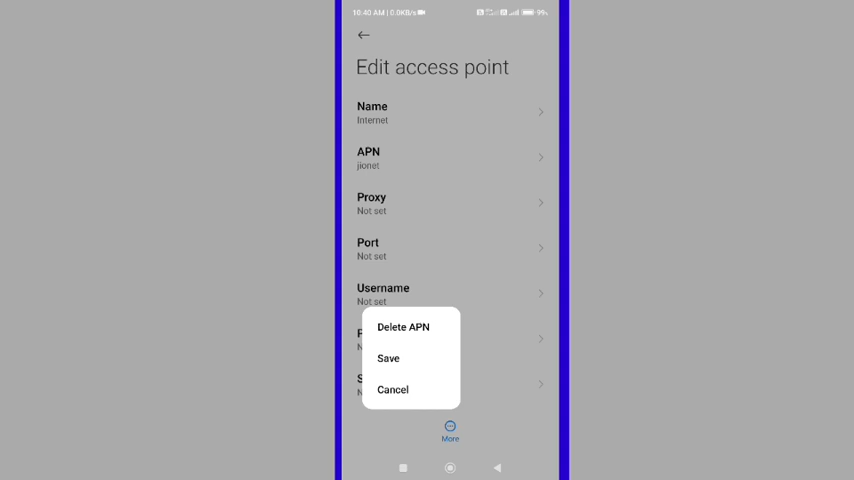 10:40 AM | 0.0KB/s
99%
Edit access point
Name
Internet
APN
jionet
Proxy
Not set
Port
Not set
Username
Not set
Delete APN
Save
Cancel
More